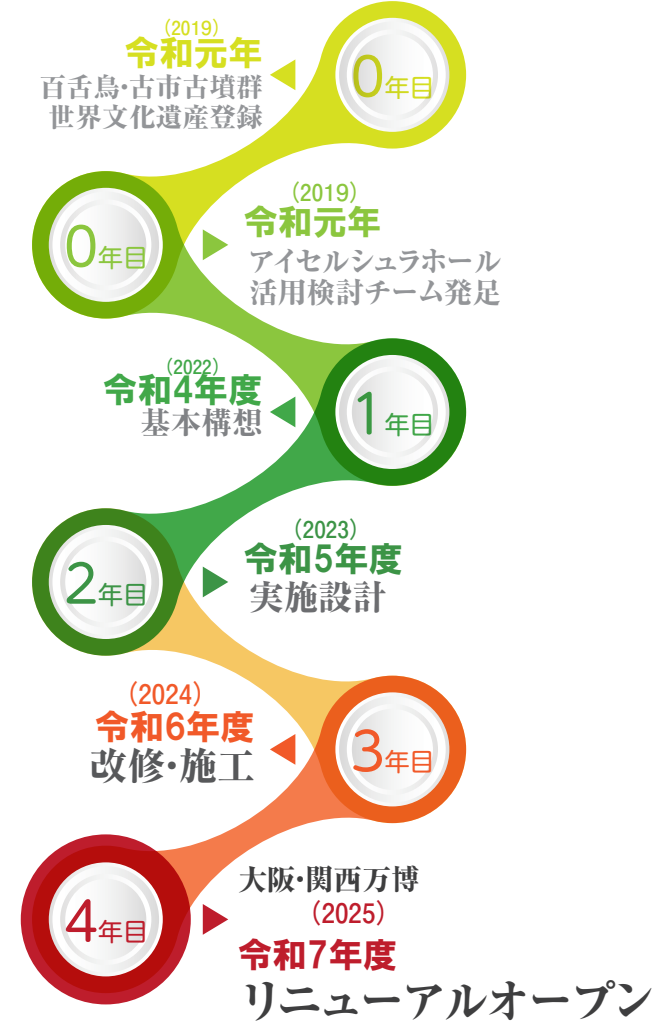 (2019)
令和元年
百舌鳥・古市古墳群
世界文化遺産登録
0年目
0年目
(2019)
令和元年
アイセルシュラホール
活用検討チーム発足
(2022)
令和4年度
基本構想
1年目
2年目
(2023)
令和5年度
実施設計
(2024)
令和6年度
改修・施工
3年目
4年目
大阪・関西万博
(2025)
令和7年度
リニューアルオープン